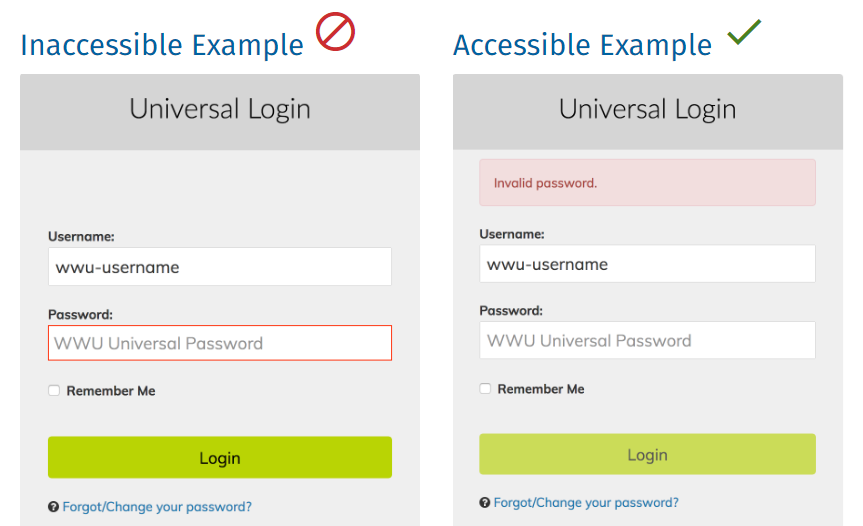 Inaccessible Example
Universal Login
Username:
wwu-username
Password:
WWU Universal Password
Remember Me
Login
Forgot/Change your password?
Accessible Example
Universal Login
Invalid password.
Username:
wwu-username
Password:
WWU Universal Password
Remember Me
Login
Forgot/Change your password?